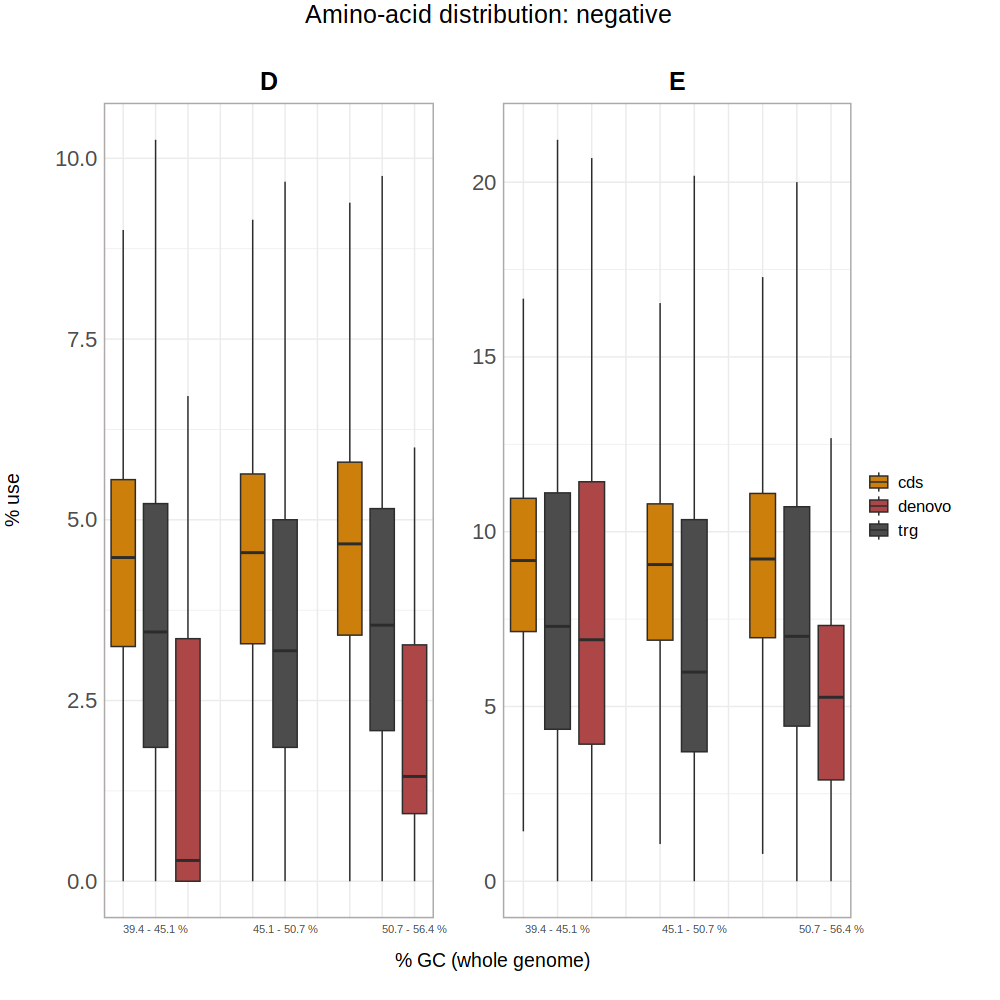 Amino-acid distribution: negative
D
E
10.0
7.5
5.0
2.5
0.0
20
15
10
5
0
% use
39.4 - 45.1 %
45.1 - 50.7 %
50.7 - 56.4 %
39.4 - 45.1 %
45.1 - 50.7 %
50.7 - 56.4 %
% GC (whole genome)
cds
denovo
trg